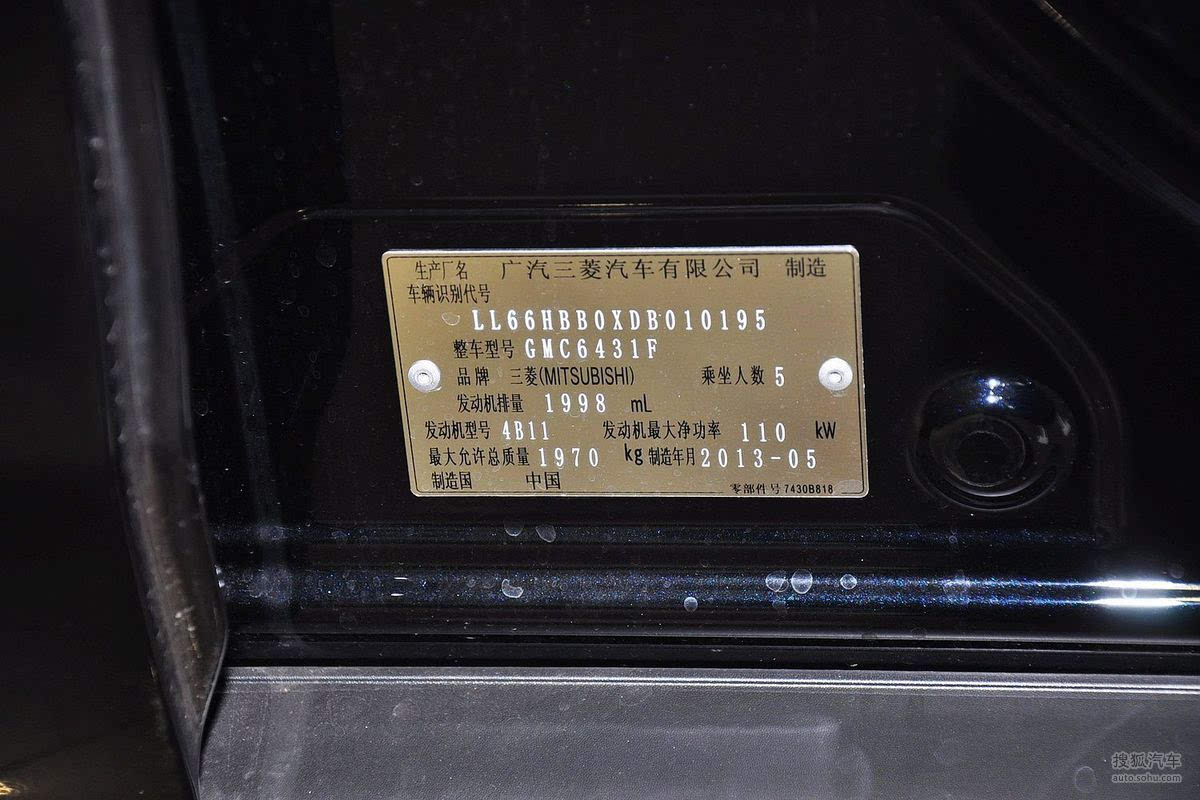 生产厂名 广汽三菱汽车有限公司 制造
车辆识别代号
LL66HBB0XDB010195
整车型号 GMC6431F
品牌 三菱(MITSUBISHI) 乘坐人数 5
发动机排量 1998 mL
发动机型号 4B11 发动机最大净功率 110 kW
最大允许总质量 1970 kg 制造年月 2013-05
制造国 中国
零部件号 7430B818
搜狐汽车
auto.sohu.com